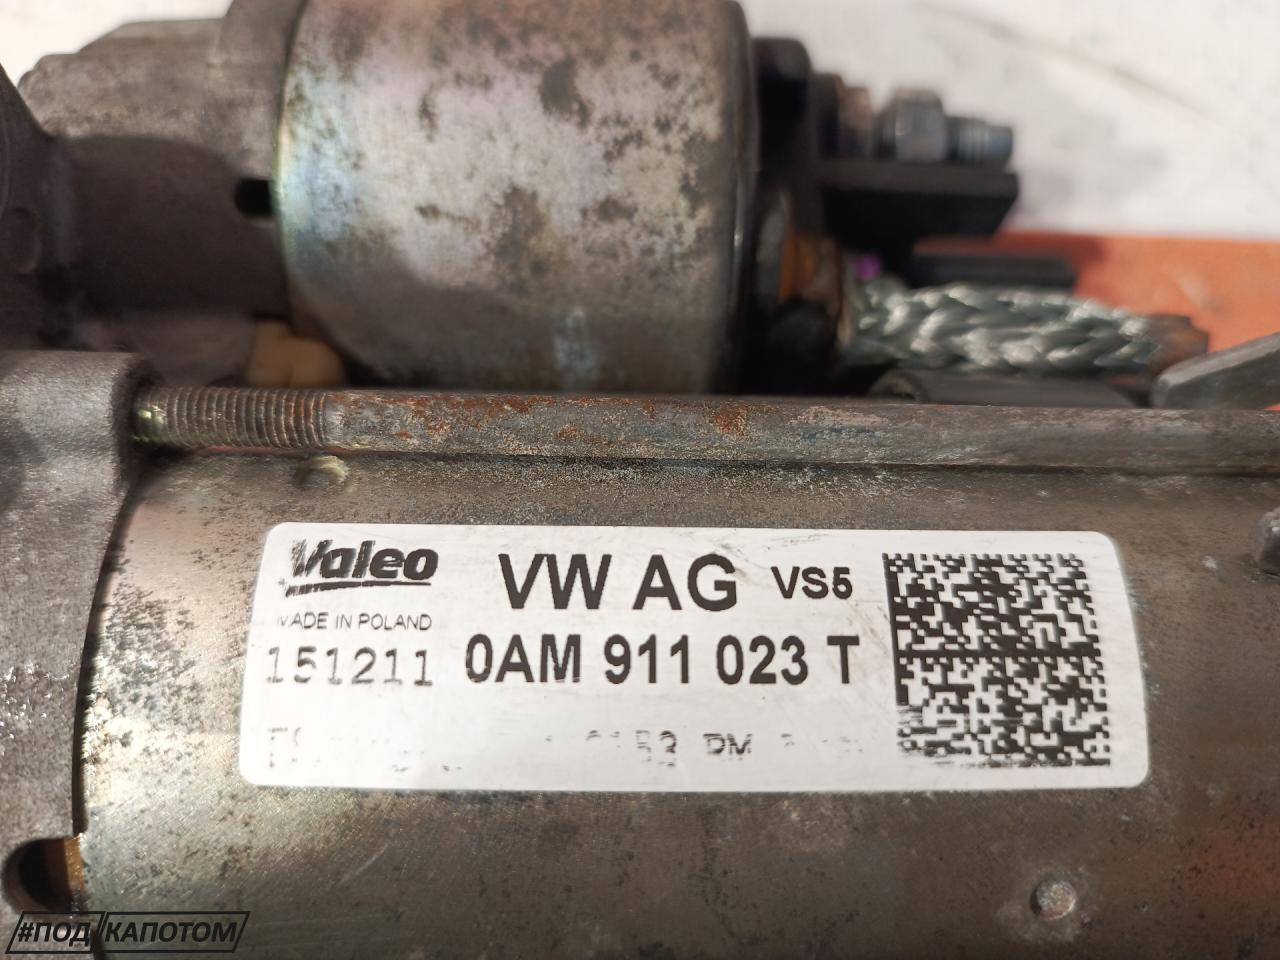 Valeo
VW AG VS5
MADE IN POLAND
151211 0AM 911 023 T
#ПОД КАПОТОМ